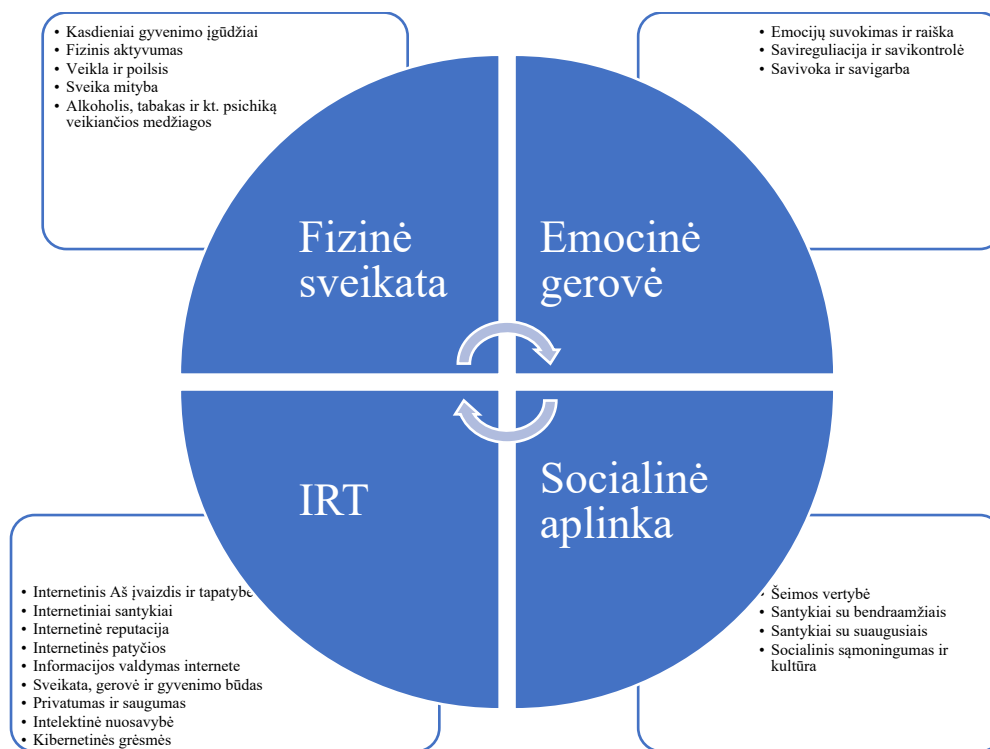 • Kasdieniai gyvenimo įgūdžiai
• Fizinis aktyvumas
• Veikla ir poilsis
• Sveika mityba
• Alkoholis, tabakas ir kt. psichiką
veikiančios medžiagos
• Emocijų suvokimas ir raiška
• Savireguliacija ir savikontrolė
• Savivoka ir savigarba
Fizinė
sveikata
Emocinė
gerovė
IRT
Socialinė
aplinka
• Internetinis Aš įvaizdis ir tapatybė
• Internetiniai santykiai
• Internetinė reputacija
• Internetinės patyčios
• Informacijos valdymas internete
• Sveikata, gerovė ir gyvenimo būdas
• Privatumas ir saugumas
• Intelektinė nuosavybė
• Kibernetinės grėsmės
• Šeimos vertybė
• Santykiai su bendraamžiais
• Santykiai su suaugusiais
• Socialinis sąmoningumas ir
kultūra